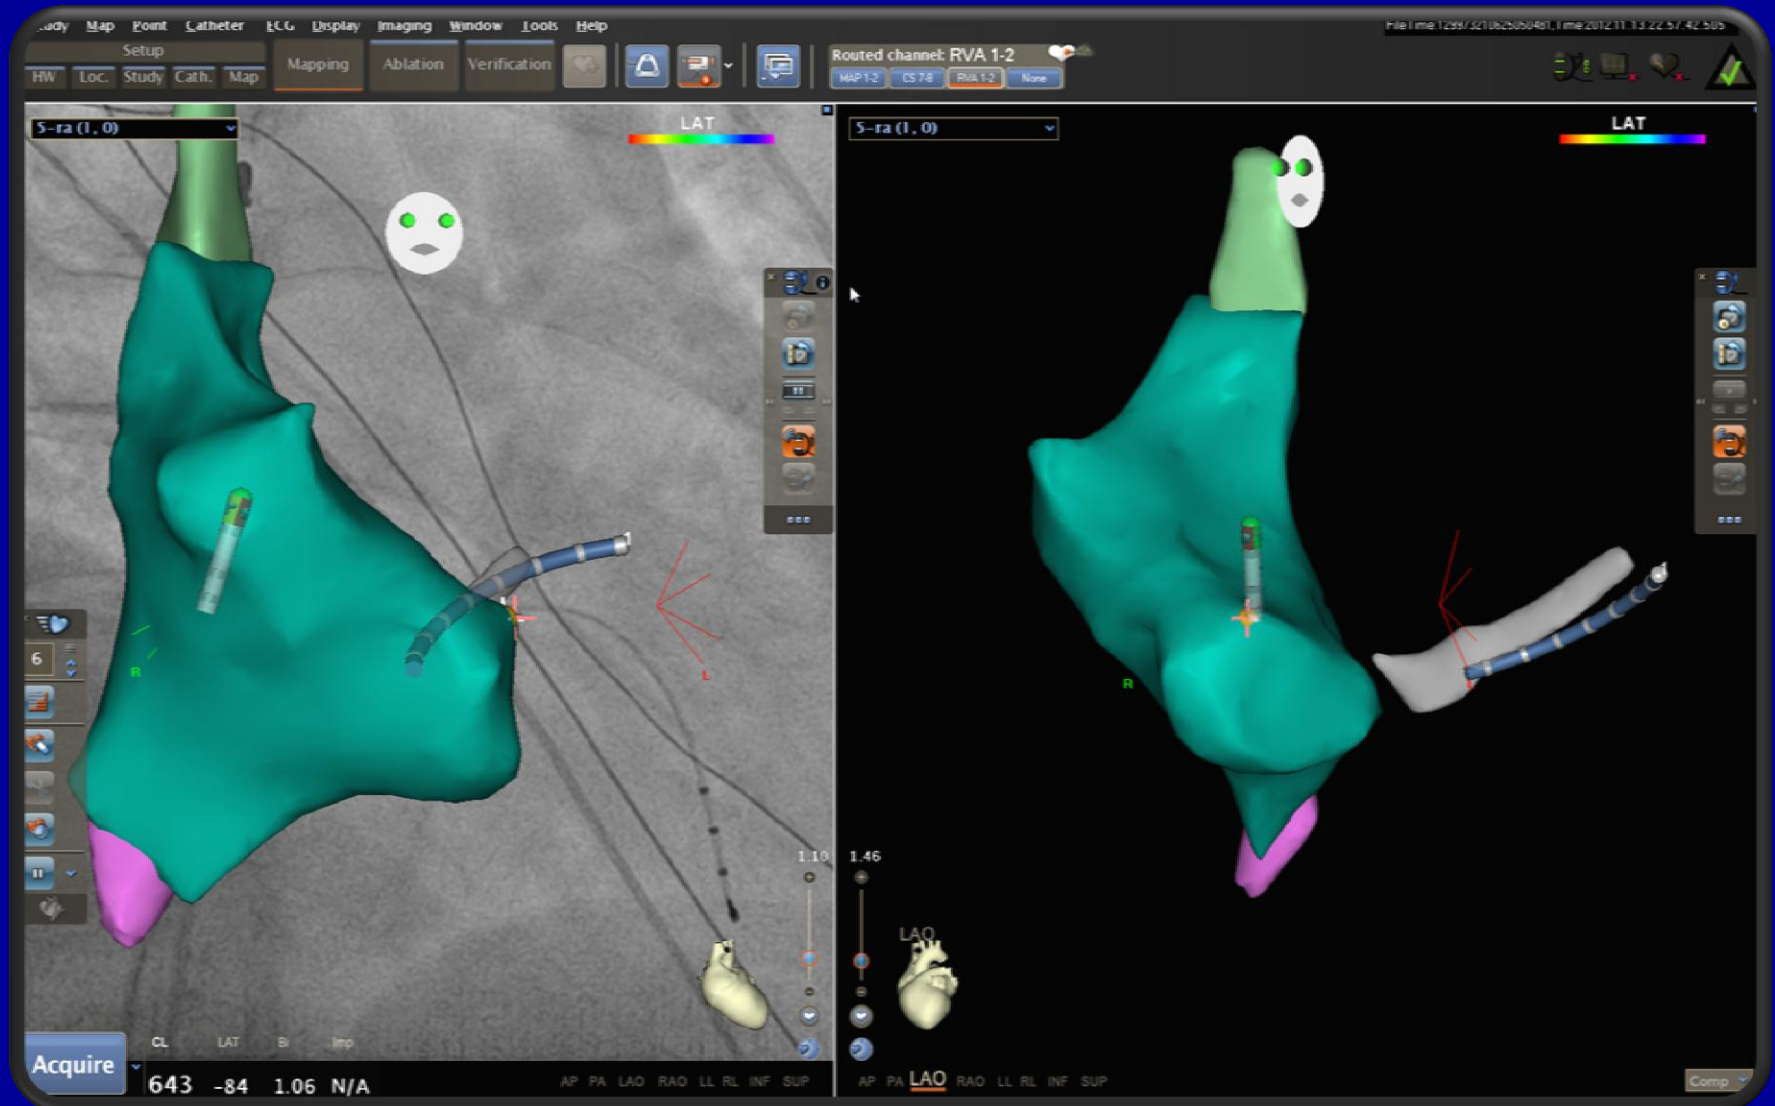 Map Point Catheter ECG Display Imaging Window Tools Help
Setup
HW Loc. Study Cath. Map
Mapping Ablation Verification
Routed channel: RVA 1-2
MAP 1-2 CS 7-8 RVA 1-2 None
5-ra (1, 0)
LAT
5-ra (1, 0)
LAT
R
L
R
6
1.10
1.46
LAO
CL LAT Bi Imp
Acquire
643 -84 1.06 N/A
AP PA LAO RAO LL RL INF SUP
AP PA LAO RAO LL RL INF SUP
Comp